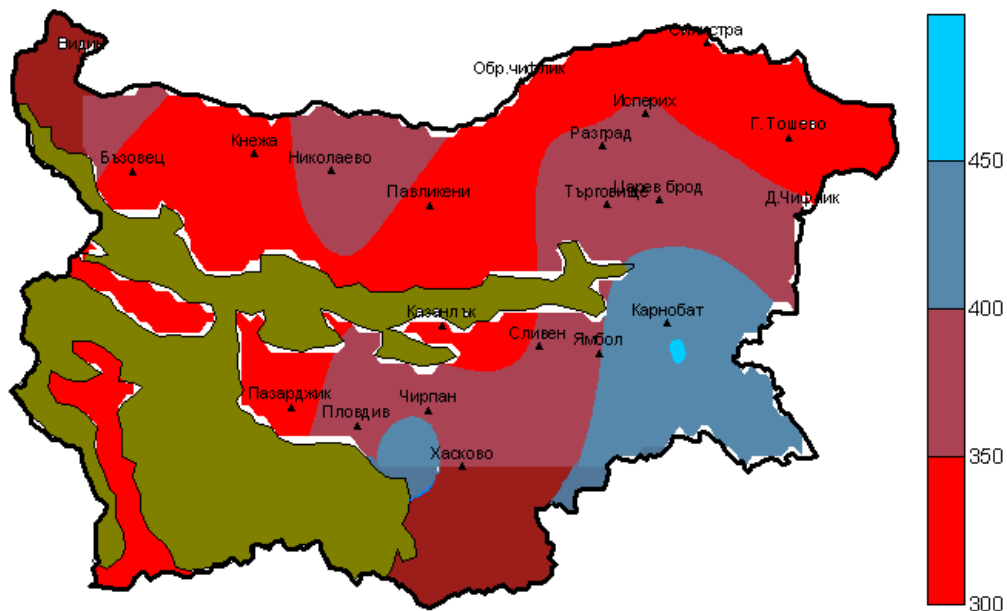 Видин
Силистра
Обр.чифлик
Исперих
Г.Тошево
Кнежа
Разград
Бъзовец
Николаево
450
Павликени
Търговище
Царев брод
Д.Чифлик
Казанлък
Карнобат
400
Сливен
Ямбол
Пазарджик
Чирпан
Пловдив
Хасково
350
300